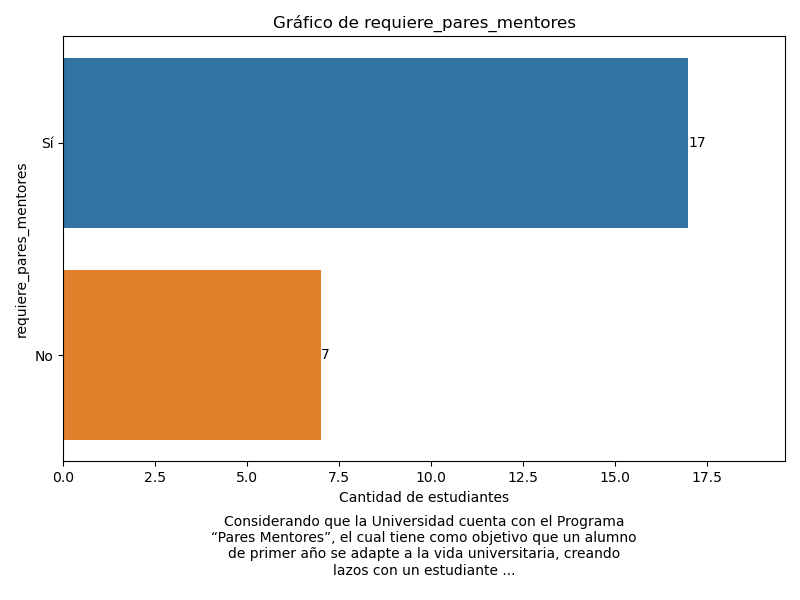 Gráfico de requiere_pares_mentores
requiere_pares_mentores
Sí
17
No
7
0.0 2.5 5.0 7.5 10.0 12.5 15.0 17.5
Cantidad de estudiantes
Considerando que la Universidad cuenta con el Programa
“Pares Mentores”, el cual tiene como objetivo que un alumno
de primer año se adapte a la vida universitaria, creando
lazos con un estudiante ...